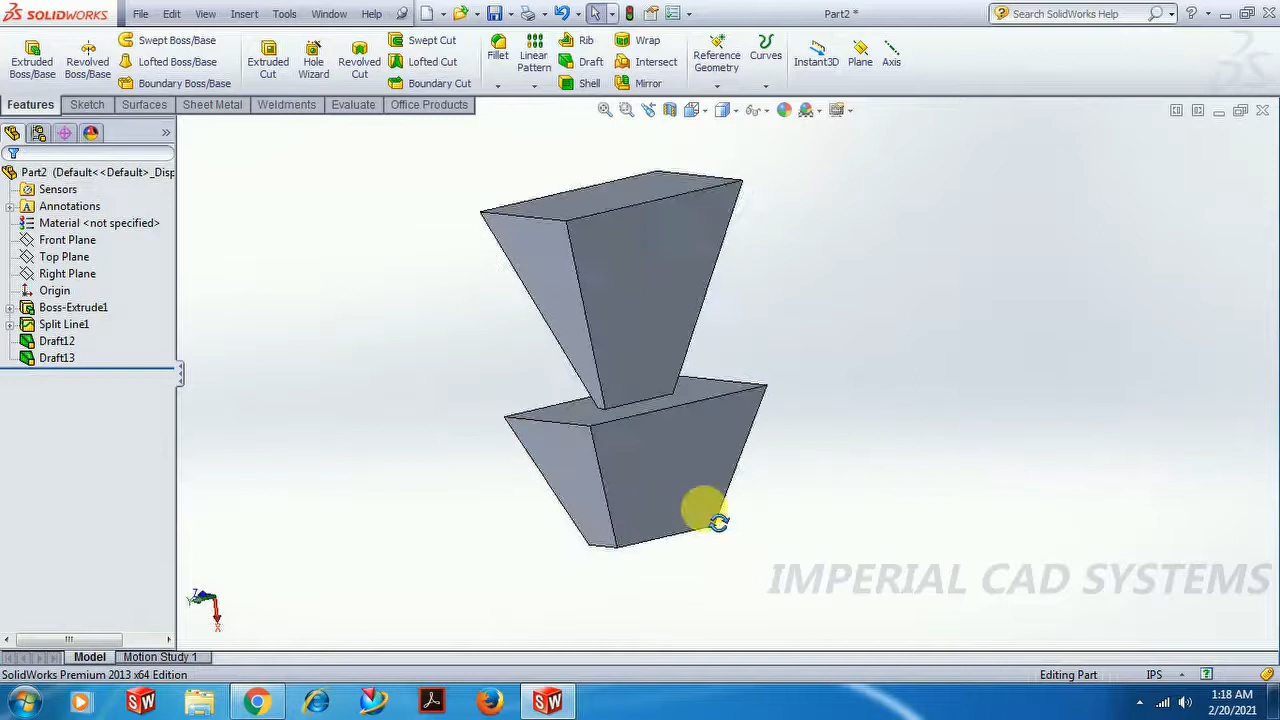 SOLIDWORKS File Edit View Insert Tools Window Help Part2 * Search SolidWorks Help
Extruded Boss/Base
Revolved Boss/Base
Swept Boss/Base
Lofted Boss/Base
Boundary Boss/Base
Extruded Cut
Hole Wizard
Revolved Cut
Swept Cut
Lofted Cut
Boundary Cut
Fillet
Linear Pattern
Rib
Draft
Shell
Wrap
Intersect
Mirror
Reference Geometry
Curves
Instant3D
Plane
Axis
Features Sketch Surfaces Sheet Metal Weldments Evaluate Office Products
Part2 (Default<<Default>_Disp
Sensors
Annotations
Material <not specified>
Front Plane
Top Plane
Right Plane
Origin
Boss-Extrude1
Split Line1
Draft12
Draft13
IMPERIAL CAD SYSTEMS
Z
Y
X
Model Motion Study 1
SolidWorks Premium 2013 x64 Edition Editing Part IPS
1:18 AM
2/20/2021